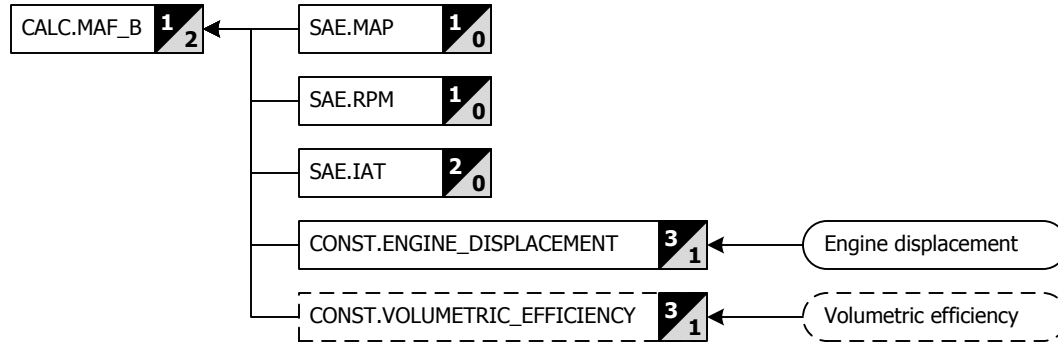 CALC.MAF_B 1 2 SAE.MAP 1 0
SAE.RPM 1 0
SAE.IAT 2 0
CONST.ENGINE_DISPLACEMENT 3 1 Engine displacement
CONST.VOLUMETRIC_EFFICIENCY 3 1 Volumetric efficiency